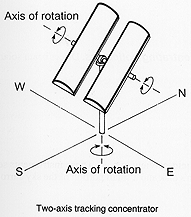 Axis of rotation
W
N
S
E
Axis of rotation
Two-axis tracking concentrator